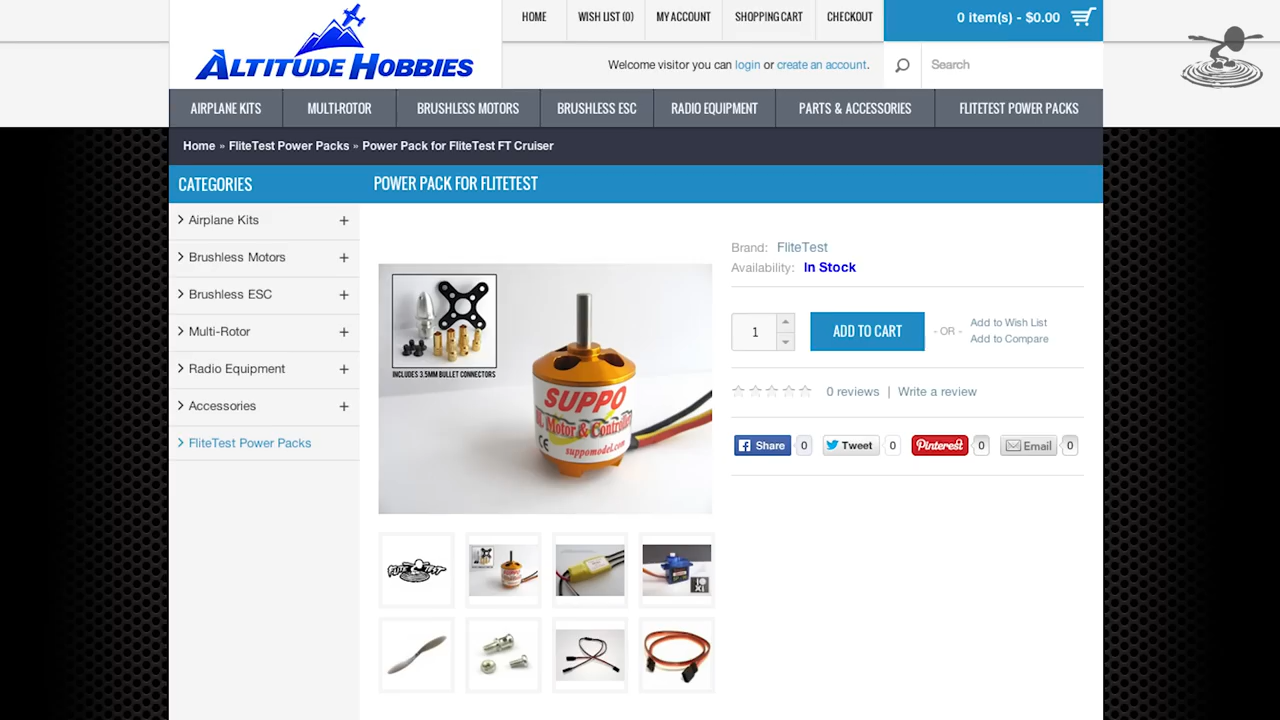 ALTITUDE HOBBIES
HOME
WISH LIST (0)
MY ACCOUNT
SHOPPING CART
CHECKOUT
0 item(s) - $0.00
Welcome visitor you can login or create an account.
Search
AIRPLANE KITS
MULTI-ROTOR
BRUSHLESS MOTORS
BRUSHLESS ESC
RADIO EQUIPMENT
PARTS & ACCESSORIES
FLITETEST POWER PACKS
Home » FliteTest Power Packs » Power Pack for FliteTest FT Cruiser
CATEGORIES
Airplane Kits +
Brushless Motors +
Brushless ESC +
Multi-Rotor +
Radio Equipment +
Accessories +
FliteTest Power Packs
POWER PACK FOR FLITETEST
INCLUDES 3.5MM BULLET CONNECTORS
SUPPO
BL Motor & Controller
CE
suppomodel.com
Brand: FliteTest
Availability: In Stock
1
ADD TO CART
- OR -
Add to Wish List
Add to Compare
0 reviews | Write a review
Share 0
Tweet 0
Pinterest 0
Email 0